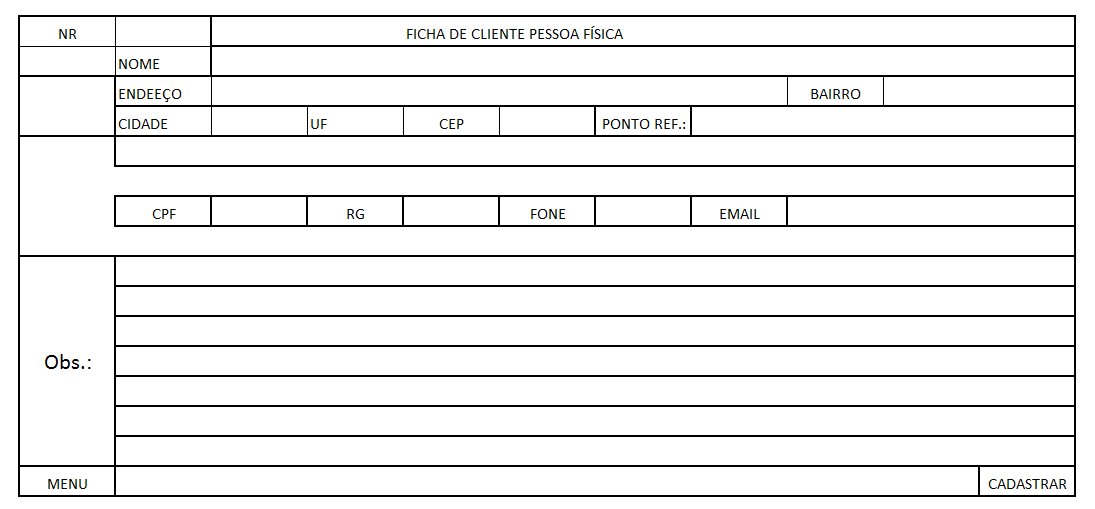 NR FICHA DE CLIENTE PESSOA FÍSICA
NOME
ENDEEÇO BAIRRO
CIDADE UF CEP PONTO REF.:
CPF RG FONE EMAIL
Obs.:
MENU CADASTRAR